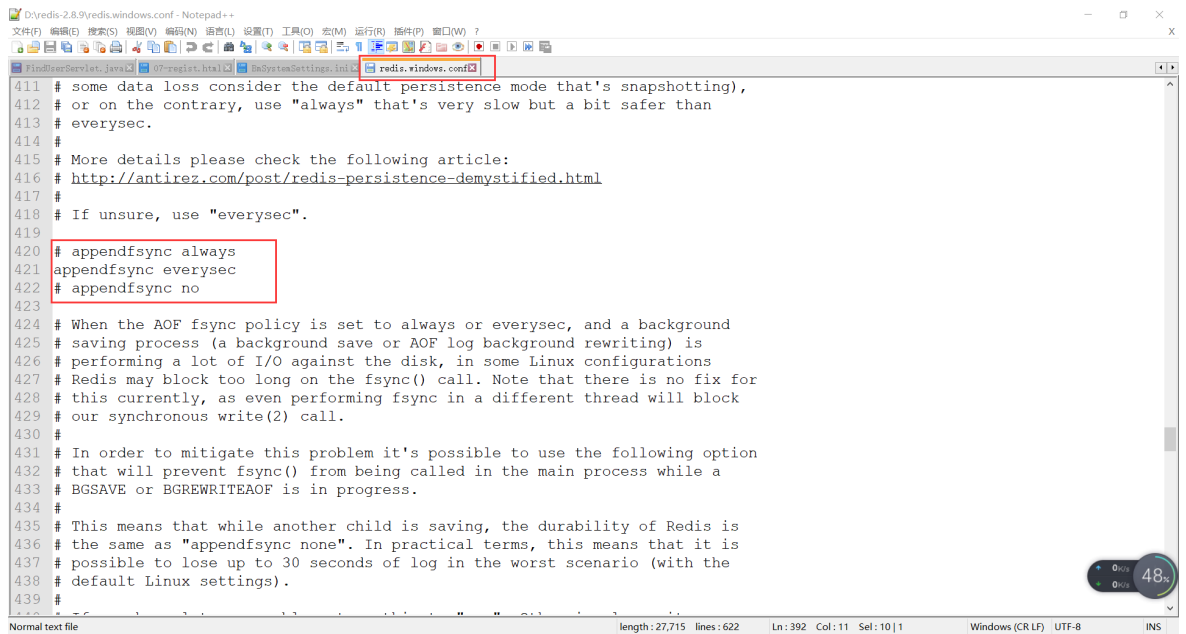 D:\redis-2.8.9\redis.windows.conf - Notepad++
文件(F) 编辑(E) 搜索(S) 视图(V) 编码(N) 语言(L) 设置(T) 工具(O) 宏(M) 运行(R) 插件(P) 窗口(W) ? X
FindUserServlet.java 07-regist.html EmSystemSettings.ini redis.windows.conf
411 # some data loss consider the default persistence mode that's snapshotting),
412 # or on the contrary, use "always" that's very slow but a bit safer than
413 # everysec.
414 #
415 # More details please check the following article:
416 # http://antirez.com/post/redis-persistence-demystified.html
417 #
418 # If unsure, use "everysec".
419
420 # appendfsync always
421 appendfsync everysec
422 # appendfsync no
423
424 # When the AOF fsync policy is set to always or everysec, and a background
425 # saving process (a background save or AOF log background rewriting) is
426 # performing a lot of I/O against the disk, in some Linux configurations
427 # Redis may block too long on the fsync() call. Note that there is no fix for
428 # this currently, as even performing fsync in a different thread will block
429 # our synchronous write(2) call.
430 #
431 # In order to mitigate this problem it's possible to use the following option
432 # that will prevent fsync() from being called in the main process while a
433 # BGSAVE or BGREWRITEAOF is in progress.
434 #
435 # This means that while another child is saving, the durability of Redis is
436 # the same as "appendfsync none". In practical terms, this means that it is
437 # possible to lose up to 30 seconds of log in the worst scenario (with the
438 # default Linux settings).
439 #
0K/s
0K/s
48%
Normal text file length : 27,715 lines : 622 Ln : 392 Col : 11 Sel : 10 | 1 Windows (CR LF) UTF-8 INS